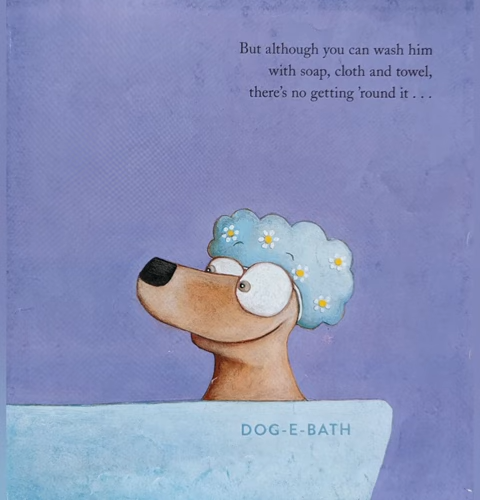 But although you can wash him
with soap, cloth and towel,
there's no getting 'round it . . .
DOG-E-BATH